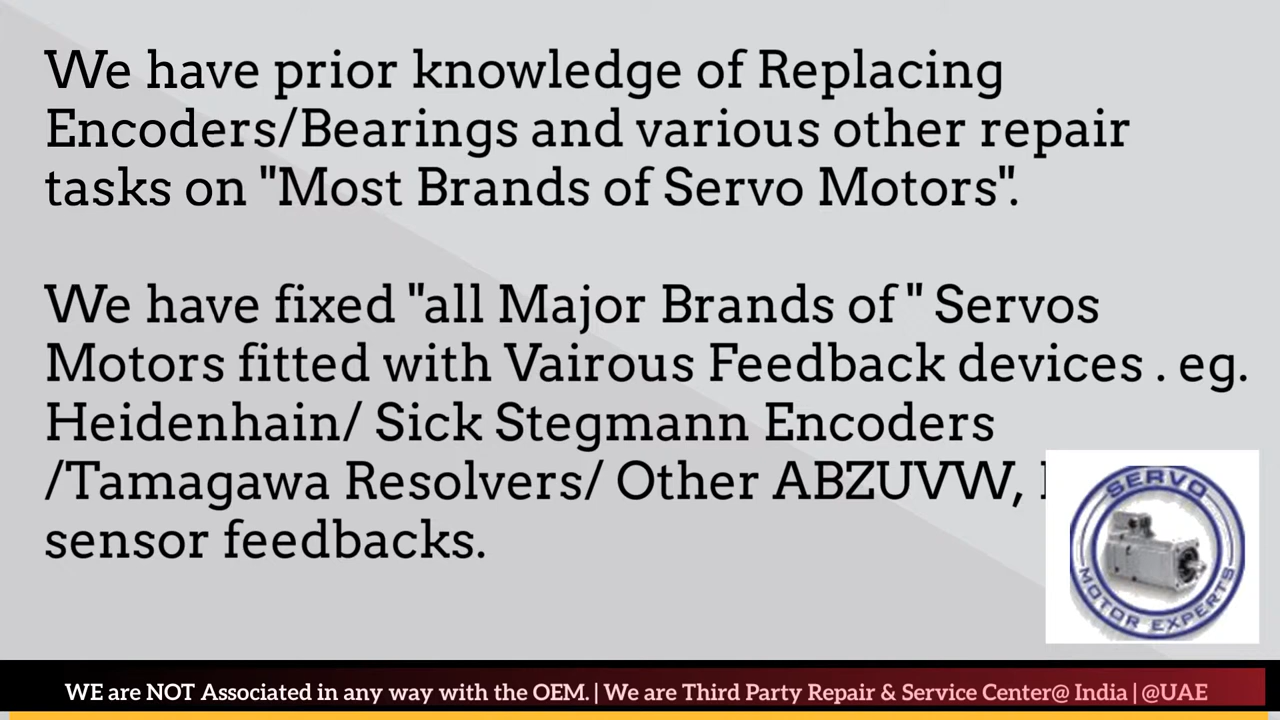 We have prior knowledge of Replacing
Encoders/Bearings and various other repair
tasks on "Most Brands of Servo Motors".
We have fixed "all Major Brands of " Servos
Motors fitted with Vairous Feedback devices . eg.
Heidenhain/ Sick Stegmann Encoders
/Tamagawa Resolvers/ Other ABZUVW,
sensor feedbacks.
SERVO
MOTOR EXPERTS
WE are NOT Associated in any way with the OEM. | We are Third Party Repair & Service Center@ India | @UAE